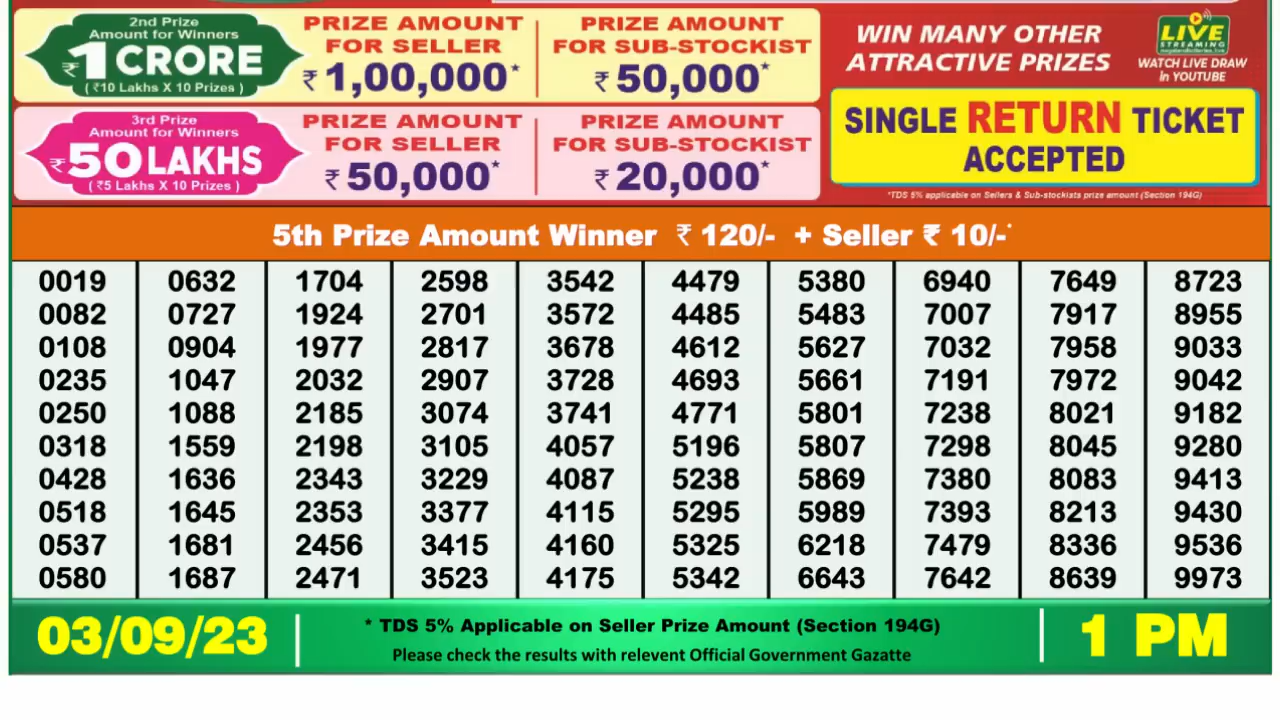 2nd Prize
Amount for Winners
₹1 CRORE
( ₹10 Lakhs X 10 Prizes )
PRIZE AMOUNT
FOR SELLER
₹ 1,00,000*
PRIZE AMOUNT
FOR SUB-STOCKIST
₹ 50,000*
WIN MANY OTHER
ATTRACTIVE PRIZES
LIVE
STREAMING
WATCH LIVE DRAW
in YOUTUBE
3rd Prize
Amount for Winners
₹50 LAKHS
( ₹5 Lakhs X 10 Prizes )
PRIZE AMOUNT
FOR SELLER
₹ 50,000*
PRIZE AMOUNT
FOR SUB-STOCKIST
₹ 20,000*
SINGLE RETURN TICKET
ACCEPTED
*TDS 5% applicable on Sellers & Sub-stockists prize amount (Section 194G)
5th Prize Amount Winner ₹ 120/- + Seller ₹ 10/-*
0019 0632 1704 2598 3542 4479 5380 6940 7649 8723
0082 0727 1924 2701 3572 4485 5483 7007 7917 8955
0108 0904 1977 2817 3678 4612 5627 7032 7958 9033
0235 1047 2032 2907 3728 4693 5661 7191 7972 9042
0250 1088 2185 3074 3741 4771 5801 7238 8021 9182
0318 1559 2198 3105 4057 5196 5807 7298 8045 9280
0428 1636 2343 3229 4087 5238 5869 7380 8083 9413
0518 1645 2353 3377 4115 5295 5989 7393 8213 9430
0537 1681 2456 3415 4160 5325 6218 7479 8336 9536
0580 1687 2471 3523 4175 5342 6643 7642 8639 9973
03/09/23
* TDS 5% Applicable on Seller Prize Amount (Section 194G)
Please check the results with relevent Official Government Gazatte
1 PM